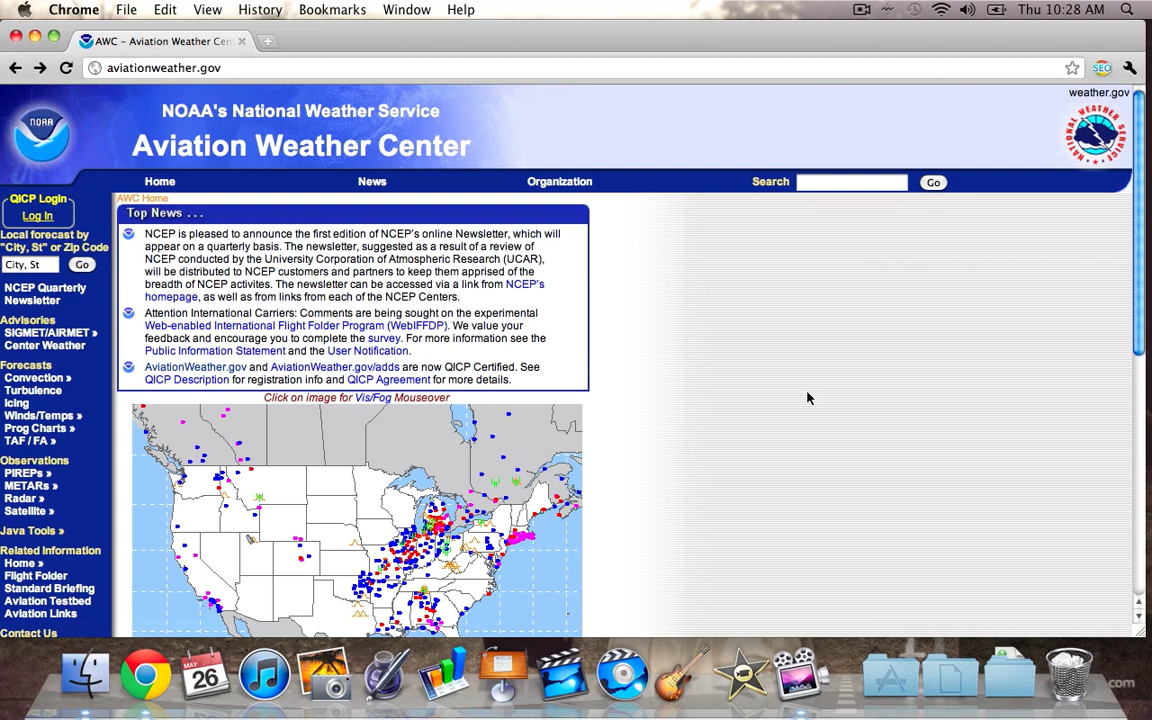 Chrome File Edit View History Bookmarks Window Help Thu 10:28 AM
AWC – Aviation Weather Cen
aviationweather.gov SEO
weather.gov
NOAA
NOAA's National Weather Service
Aviation Weather Center
Home News Organization Search Go
QICP Login
Log In
Local forecast by
"City, St" or Zip Code
City, St Go
NCEP Quarterly
Newsletter
Advisories
SIGMET/AIRMET »
Center Weather
Forecasts
Convection »
Turbulence
Icing
Winds/Temps »
Prog Charts »
TAF / FA »
Observations
PIREPs »
METARs »
Radar »
Satellite »
Java Tools »
Related Information
Home »
Flight Folder
Standard Briefing
Aviation Testbed
Aviation Links
Contact Us
AWC Home
Top News . . .
NCEP is pleased to announce the first edition of NCEP's online Newsletter, which will
appear on a quarterly basis. The newsletter, suggested as a result of a review of
NCEP conducted by the University Corporation of Atmospheric Research (UCAR),
will be distributed to NCEP customers and partners to keep them apprised of the
breadth of NCEP activites. The newsletter can be accessed via a link from NCEP's
homepage, as well as from links from each of the NCEP Centers.
Attention International Carriers: Comments are being sought on the experimental
Web-enabled International Flight Folder Program (WebIFFDP). We value your
feedback and encourage you to complete the survey. For more information see the
Public Information Statement and the User Notification.
AviationWeather.gov and AviationWeather.gov/adds are now QICP Certified. See
QICP Description for registration info and QICP Agreement for more details.
Click on image for Vis/Fog Mouseover
MAY
26
com